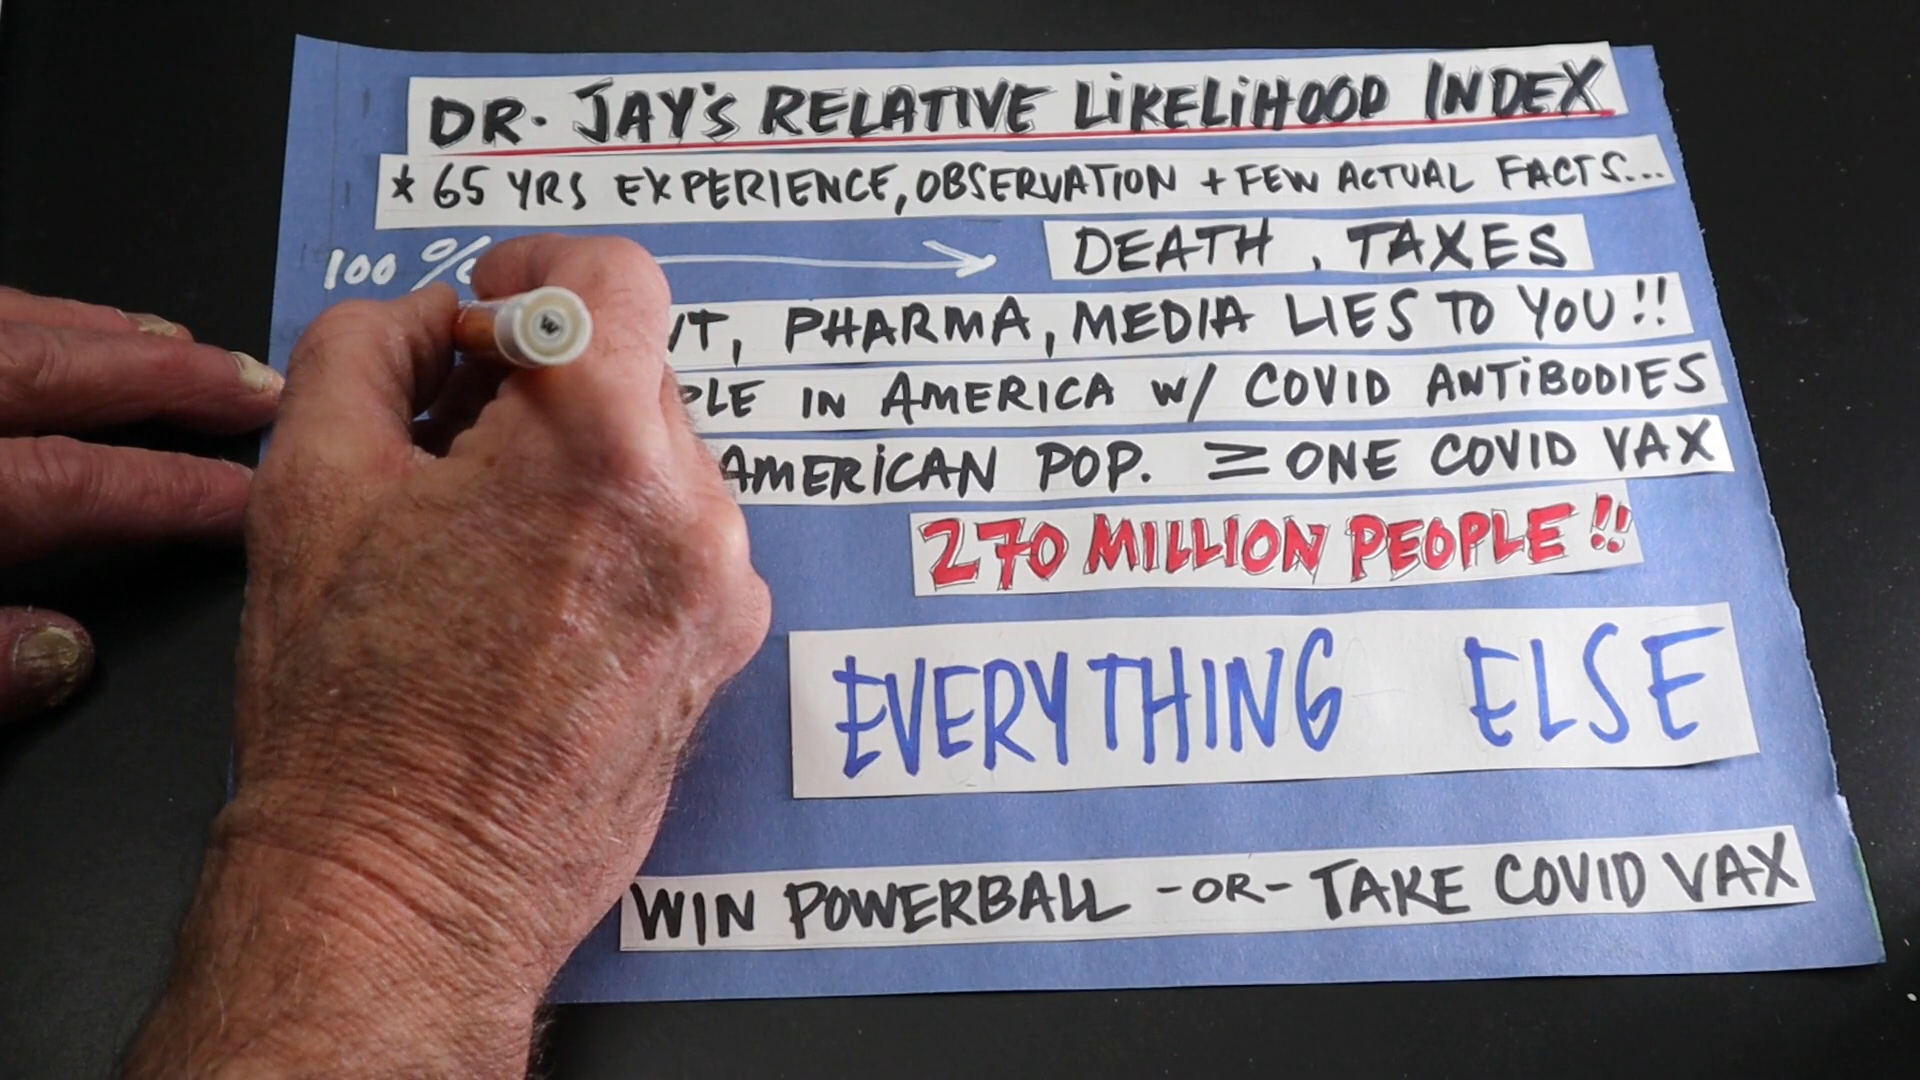 DR. JAY'S RELATIVE LIKELIHOOD INDEX
* 65 YRS EXPERIENCE, OBSERVATION + FEW ACTUAL FACTS...
100 % DEATH, TAXES
PHARMA, MEDIA LIES TO YOU!!
IN AMERICA W/ COVID ANTIBODIES
AMERICAN POP. ≥ ONE COVID VAX
270 MILLION PEOPLE!!
EVERYTHING ELSE
WIN POWERBALL -OR- TAKE COVID VAX